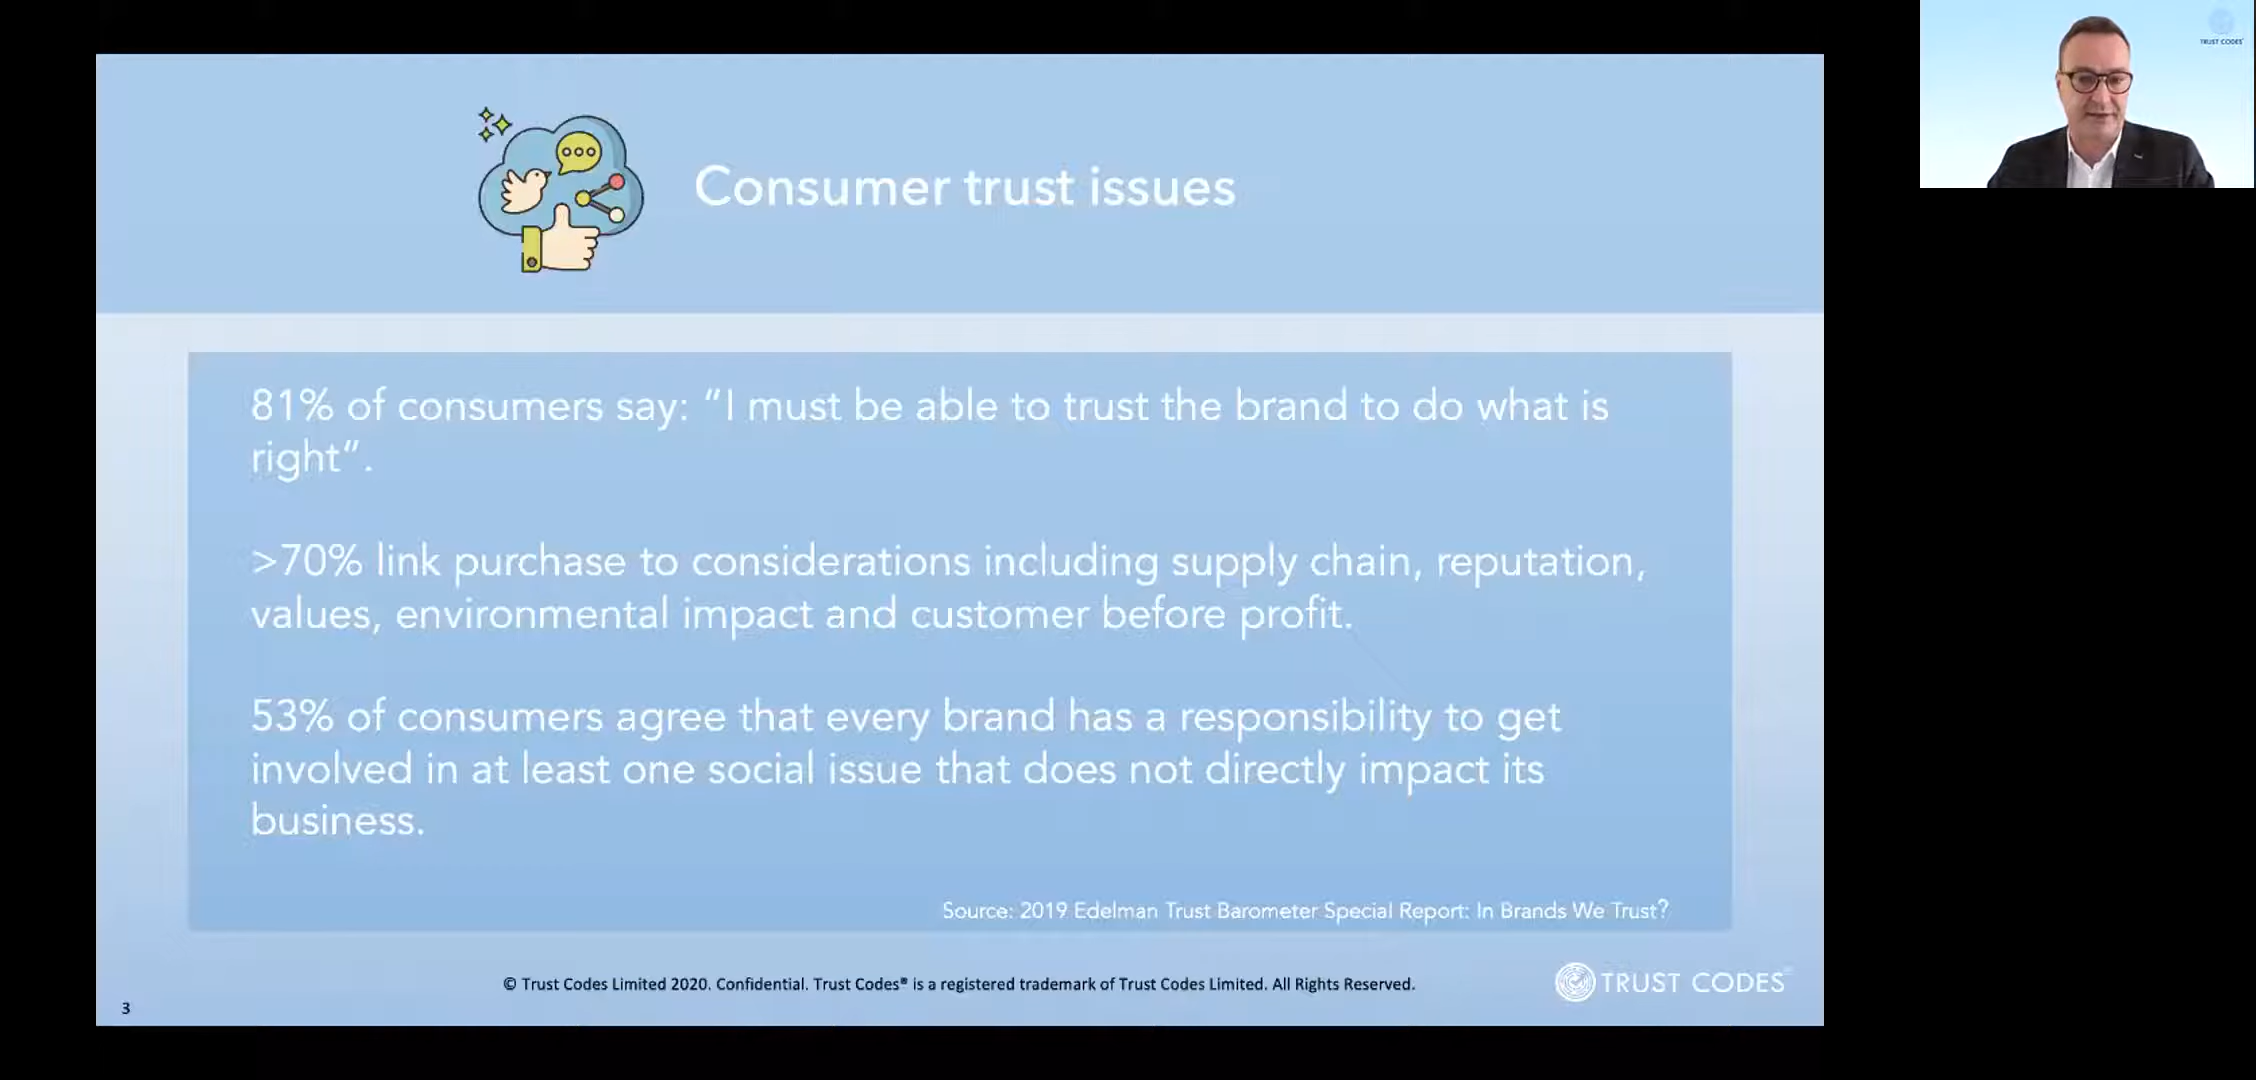 TRUST CODES
Consumer trust issues
81% of consumers say: “I must be able to trust the brand to do what is
right”.
>70% link purchase to considerations including supply chain, reputation,
values, environmental impact and customer before profit.
53% of consumers agree that every brand has a responsibility to get
involved in at least one social issue that does not directly impact its
business.
Source: 2019 Edelman Trust Barometer Special Report: In Brands We Trust?
© Trust Codes Limited 2020. Confidential. Trust Codes® is a registered trademark of Trust Codes Limited. All Rights Reserved.
TRUST CODES®
3